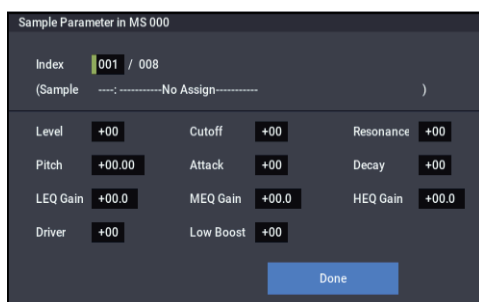 Sample Parameter in MS 000
Index 001 / 008
(Sample ----: -----------No Assign----------- )
Level +00 Cutoff +00 Resonance +00
Pitch +00.00 Attack +00 Decay +00
LEQ Gain +00.0 MEQ Gain +00.0 HEQ Gain +00.0
Driver +00 Low Boost +00
Done